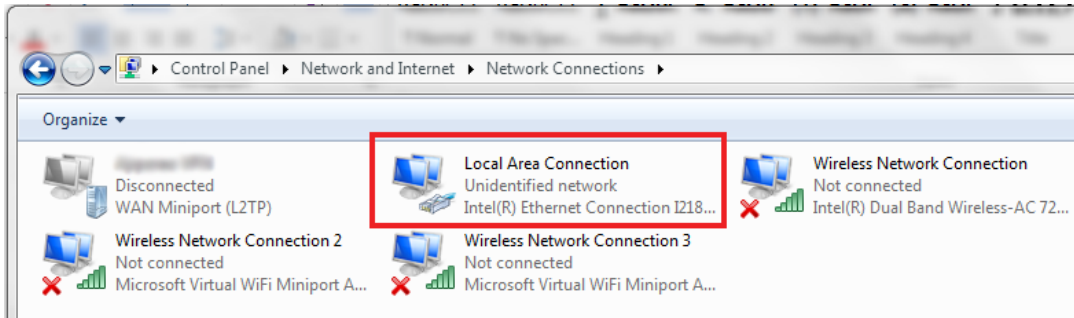 Control Panel Network and Internet Network Connections
Organize
Disconnected
WAN Miniport (L2TP)
Local Area Connection
Unidentified network
Intel(R) Ethernet Connection I218...
Wireless Network Connection
Not connected
Intel(R) Dual Band Wireless-AC 72...
Wireless Network Connection 2
Not connected
Microsoft Virtual WiFi Miniport A...
Wireless Network Connection 3
Not connected
Microsoft Virtual WiFi Miniport A...